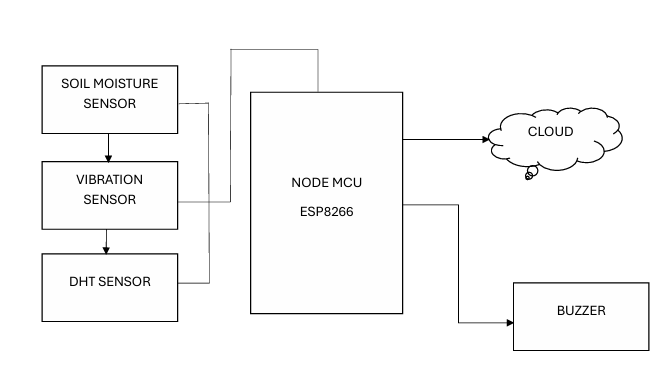 SOIL MOISTURE
SENSOR
VIBRATION
SENSOR
DHT SENSOR
NODE MCU
ESP8266
CLOUD
BUZZER